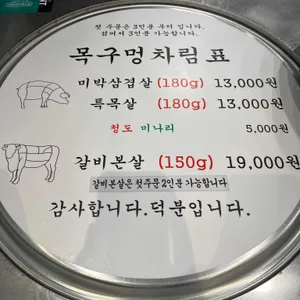 첫 주문은 3인분 부터 입니다.
섞어서 3인분 가능합니다.
목구멍차림표
미박삼겹살 (180g) 13,000원
특목살 (180g) 13,000원
청도 미나리 5,000원
갈비본살 (150g) 19,000원
갈비본살은 첫주문 2인분 가능합니다
감사합니다.덕분입니다.